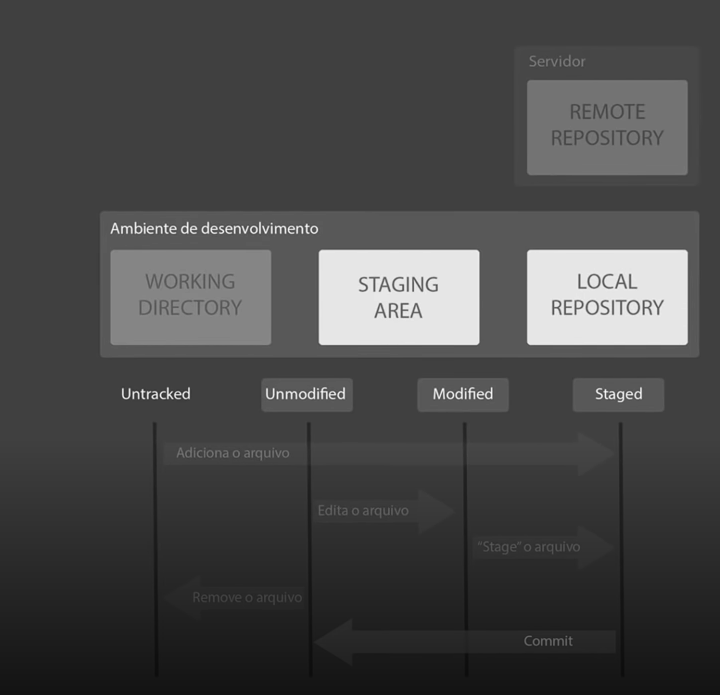 Servidor
REMOTE
REPOSITORY
Ambiente de desenvolvimento
WORKING
DIRECTORY
STAGING
AREA
LOCAL
REPOSITORY
Untracked
Unmodified
Modified
Staged
Adiciona o arquivo
Edita o arquivo
“Stage” o arquivo
Remove o arquivo
Commit